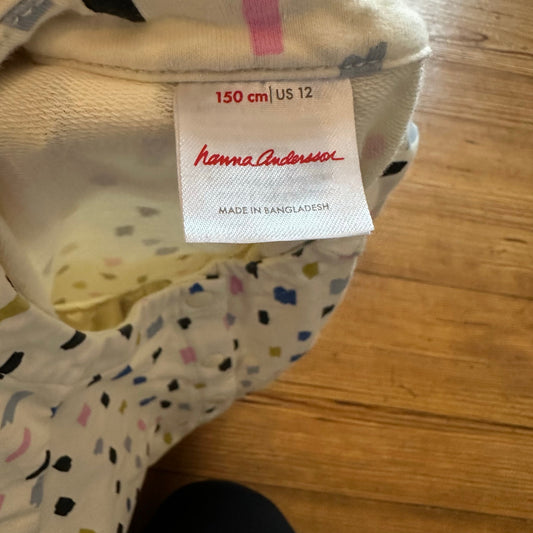 150 cm | US 12
hanna andersson
MADE IN BANGLADESH